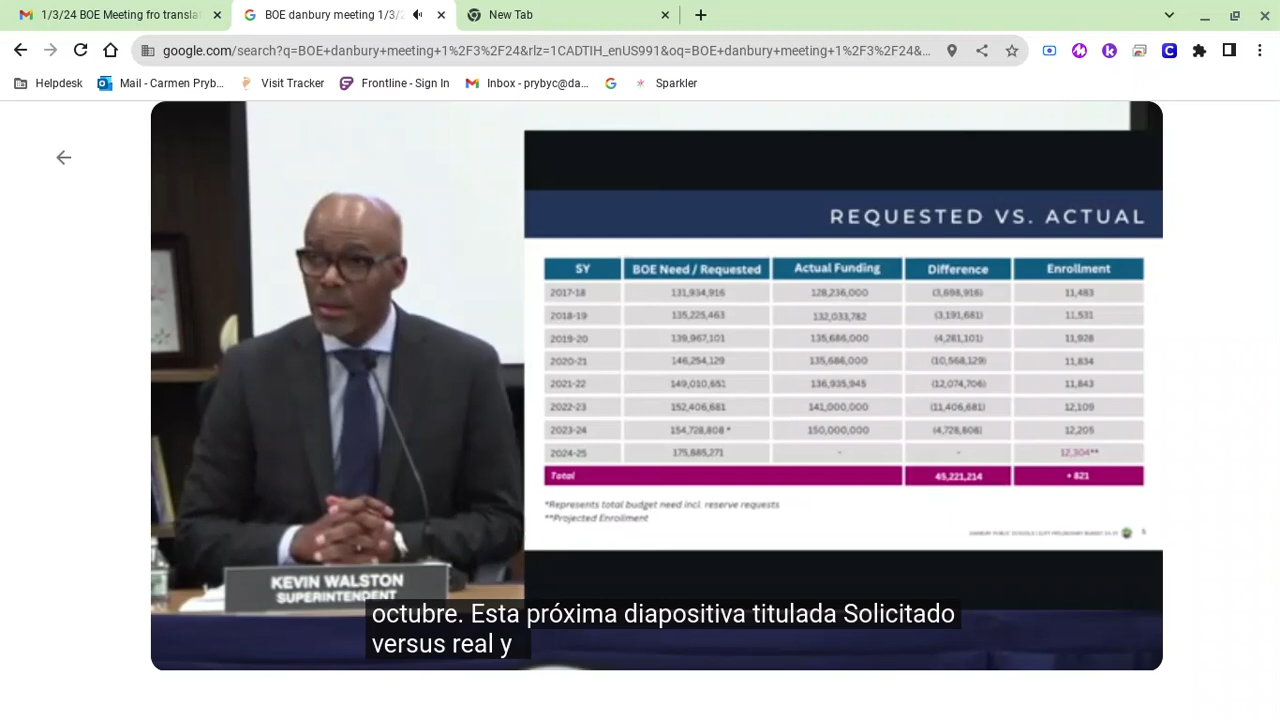 1/3/24 BOE Meeting fro translat
BOE danbury meeting 1/3/2
New Tab
google.com/search?q=BOE+danbury+meeting+1%2F3%2F24&rlz=1CADTIH_enUS991&oq=BOE+danbury+meeting+1%2F3%2F24&...
Helpdesk
Mail - Carmen Pryb...
Visit Tracker
Frontline - Sign In
Inbox - prybyc@da...
Sparkler
REQUESTED VS. ACTUAL
SY BOE Need / Requested Actual Funding Difference Enrollment
2017-18 131,934,916 128,236,000 (3,698,916) 11,483
2018-19 135,225,463 132,033,782 (3,191,681) 11,531
2019-20 139,967,101 135,686,000 (4,281,101) 11,928
2020-21 146,254,129 135,686,000 (10,568,129) 11,834
2021-22 149,010,651 136,935,945 (12,074,706) 11,843
2022-23 152,406,681 141,000,000 (11,406,681) 12,109
2023-24 154,728,808 * 150,000,000 (4,728,808) 12,205
2024-25 175,885,271 - - 12,304**
Total 45,221,214 + 821
*Represents total budget need incl. reserve requests
**Projected Enrollment
DANBURY PUBLIC SCHOOLS 5
KEVIN WALSTON
SUPERINTENDENT
octubre. Esta próxima diapositiva titulada Solicitado
versus real y